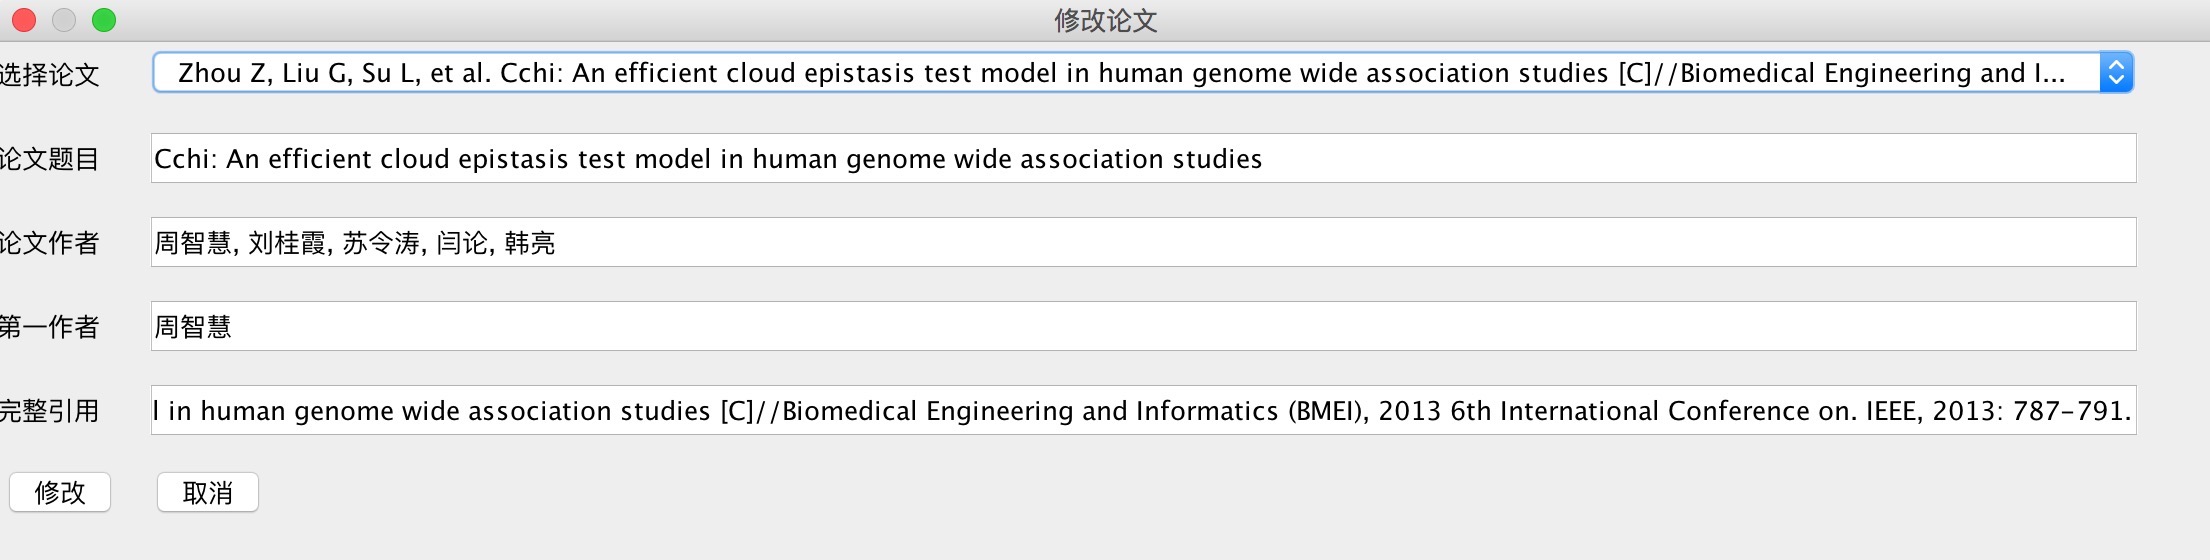 修改论文
选择论文 Zhou Z, Liu G, Su L, et al. Cchi: An efficient cloud epistasis test model in human genome wide association studies [C]//Biomedical Engineering and I...
论文题目 Cchi: An efficient cloud epistasis test model in human genome wide association studies
论文作者 周智慧, 刘桂霞, 苏令涛, 闫论, 韩亮
第一作者 周智慧
完整引用 l in human genome wide association studies [C]//Biomedical Engineering and Informatics (BMEI), 2013 6th International Conference on. IEEE, 2013: 787-791.
修改 取消